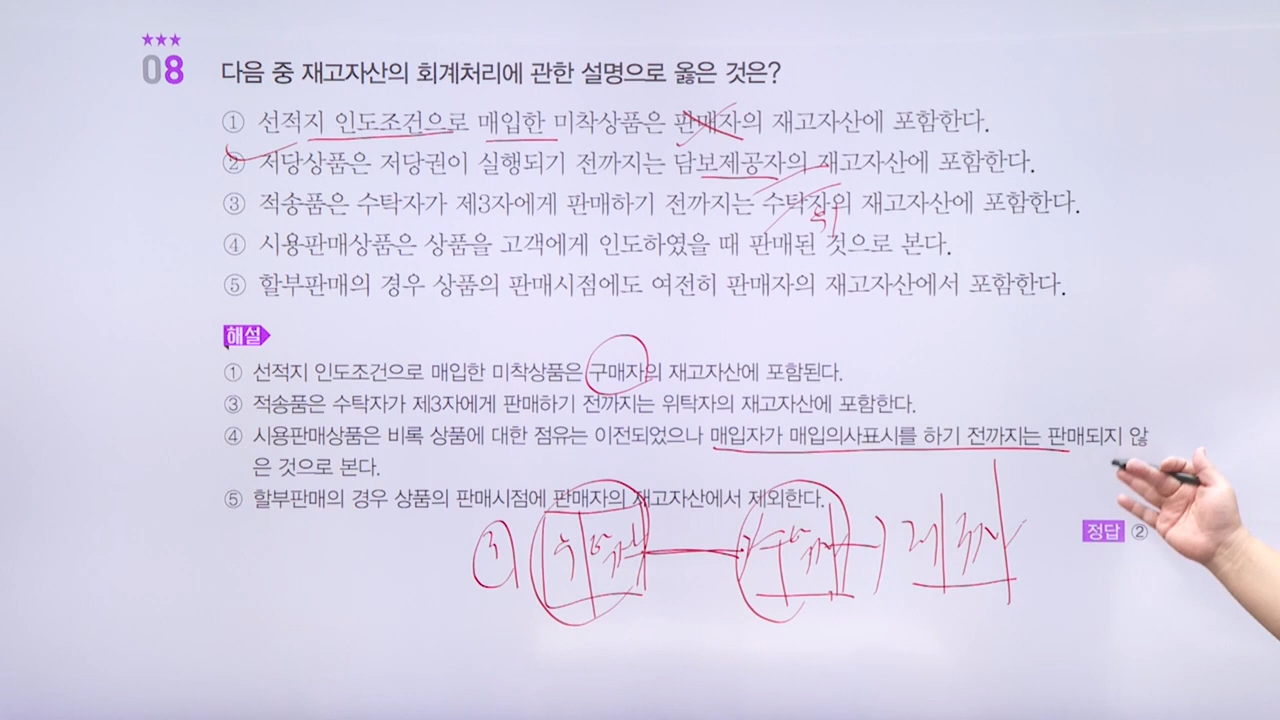 ★★★
08 다음 중 재고자산의 회계처리에 관한 설명으로 옳은 것은?
① 선적지 인도조건으로 매입한 미착상품은 판매자의 재고자산에 포함한다.
② 저당상품은 저당권이 실행되기 전까지는 담보제공자의 재고자산에 포함한다.
③ 적송품은 수탁자가 제3자에게 판매하기 전까지는 수탁자의 재고자산에 포함한다.
위
④ 시용판매상품은 상품을 고객에게 인도하였을 때 판매된 것으로 본다.
⑤ 할부판매의 경우 상품의 판매시점에도 여전히 판매자의 재고자산에서 포함한다.
해설
① 선적지 인도조건으로 매입한 미착상품은 구매자의 재고자산에 포함된다.
③ 적송품은 수탁자가 제3자에게 판매하기 전까지는 위탁자의 재고자산에 포함한다.
④ 시용판매상품은 비록 상품에 대한 점유는 이전되었으나 매입자가 매입의사표시를 하기 전까지는 판매되지 않
은 것으로 본다.
⑤ 할부판매의 경우 상품의 판매시점에 판매자의 재고자산에서 제외한다.
정답 ②